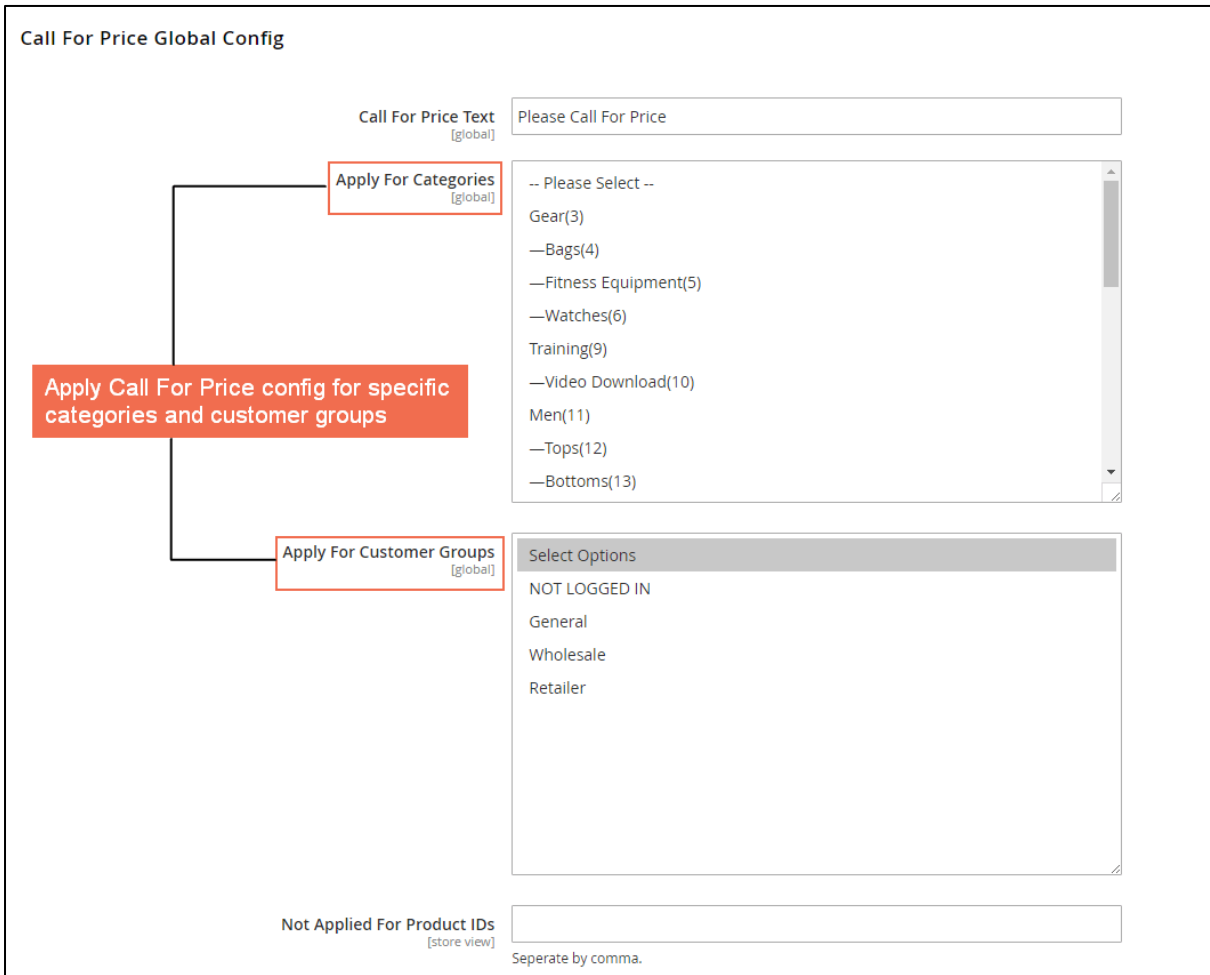 Call For Price Global Config
Call For Price Text
[global]
Please Call For Price
Apply For Categories
[global]
-- Please Select --
Gear(3)
—Bags(4)
—Fitness Equipment(5)
—Watches(6)
Training(9)
—Video Download(10)
Men(11)
—Tops(12)
—Bottoms(13)
Apply Call For Price config for specific
categories and customer groups
Apply For Customer Groups
[global]
Select Options
NOT LOGGED IN
General
Wholesale
Retailer
Not Applied For Product IDs
[store view]
Seperate by comma.